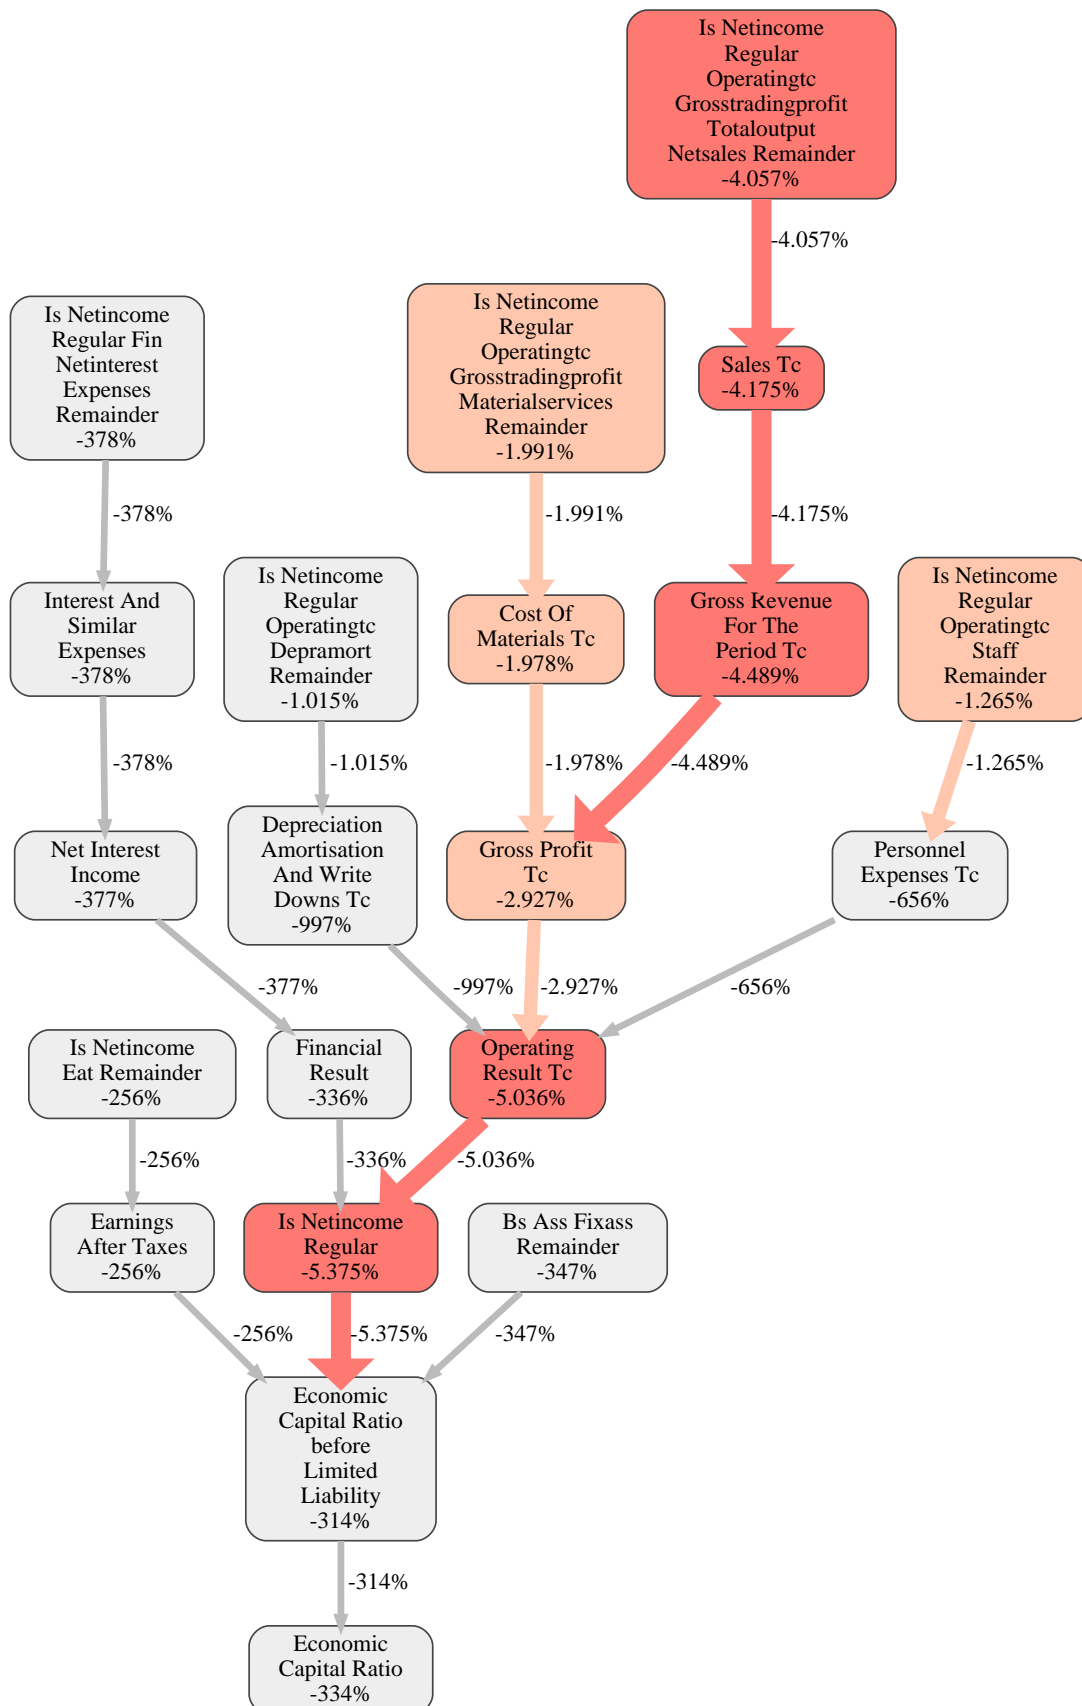 Is Netincome
Regular
Operatingtc
Grosstradingprofit
Totaloutput
Netsales Remainder
-4.057%
-4.057%
Is Netincome
Regular Fin
Netinterest
Expenses
Remainder
-378%
Is Netincome
Regular
Operatingtc
Grosstradingprofit
Materialservices
Remainder
-1.991%
Sales Tc
-4.175%
-378%
-1.991%
-4.175%
Interest And
Similar
Expenses
-378%
Is Netincome
Regular
Operatingtc
Depramort
Remainder
-1.015%
Cost Of
Materials Tc
-1.978%
Gross Revenue
For The
Period Tc
-4.489%
Is Netincome
Regular
Operatingtc
Staff
Remainder
-1.265%
-378%
-1.015%
-1.978%
-4.489%
-1.265%
Net Interest
Income
-377%
Depreciation
Amortisation
And Write
Downs Tc
-997%
Gross Profit
Tc
-2.927%
Personnel
Expenses Tc
-656%
-377%
-997%
-2.927%
-656%
Is Netincome
Eat Remainder
-256%
Financial
Result
-336%
Operating
Result Tc
-5.036%
-256%
-336%
-5.036%
Earnings
After Taxes
-256%
Is Netincome
Regular
-5.375%
Bs Ass Fixass
Remainder
-347%
-256%
-5.375%
-347%
Economic
Capital Ratio
before
Limited
Liability
-314%
-314%
Economic
Capital Ratio
-334%